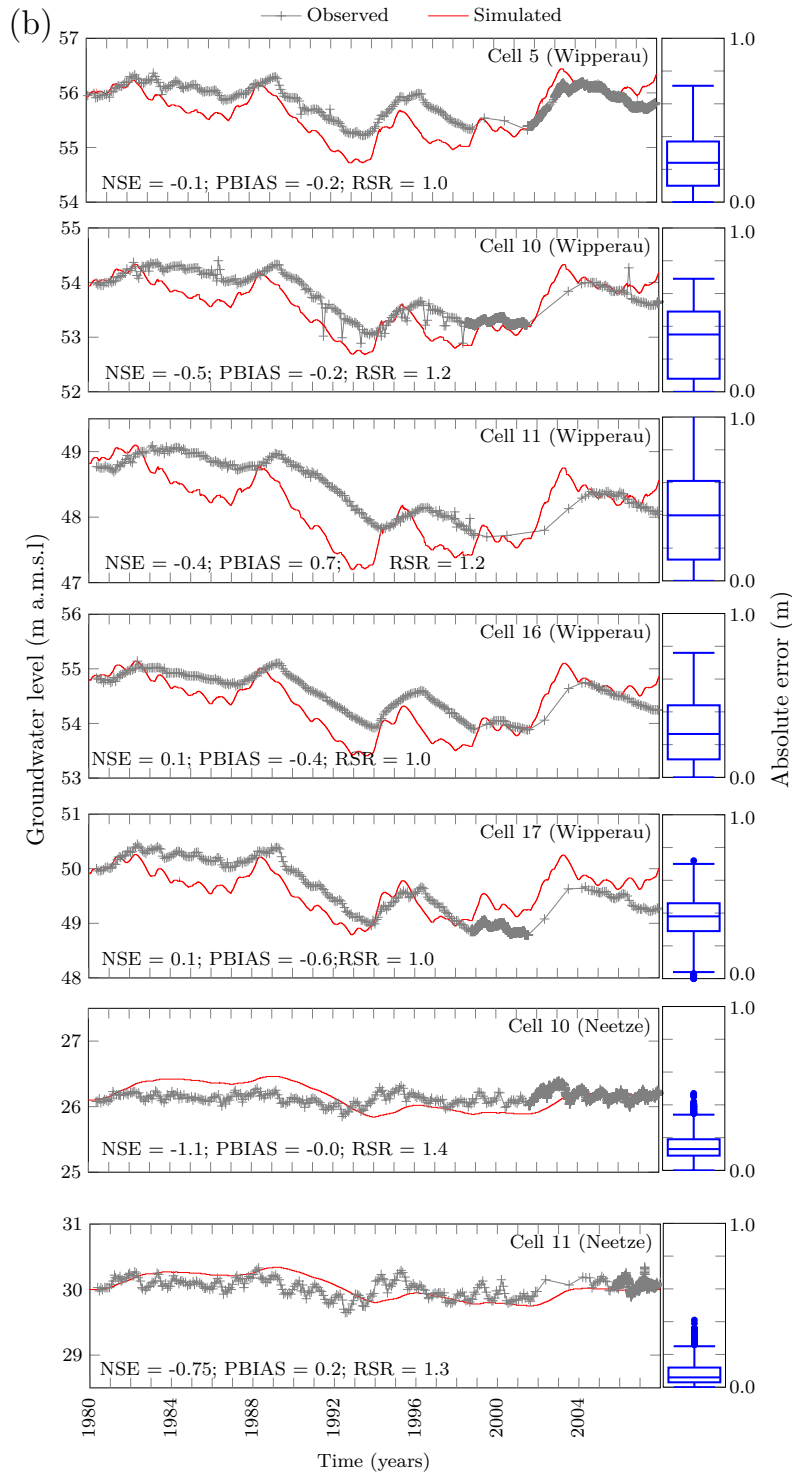 (b)
Observed Simulated
57
56
55
54
Cell 5 (Wipperau)
NSE = -0.1; PBIAS = -0.2; RSR = 1.0
1.0
0.0
55
54
53
52
Cell 10 (Wipperau)
NSE = -0.5; PBIAS = -0.2; RSR = 1.2
1.0
0.0
49
48
47
Cell 11 (Wipperau)
NSE = -0.4; PBIAS = 0.7; RSR = 1.2
1.0
0.0
56
55
54
53
Cell 16 (Wipperau)
NSE = 0.1; PBIAS = -0.4; RSR = 1.0
1.0
0.0
51
50
49
48
Cell 17 (Wipperau)
NSE = 0.1; PBIAS = -0.6;RSR = 1.0
1.0
0.0
27
26
25
Cell 10 (Neetze)
NSE = -1.1; PBIAS = -0.0; RSR = 1.4
1.0
0.0
31
30
28
Cell 11 (Neetze)
NSE = -0.75; PBIAS = 0.2; RSR = 1.3
1.0
0.0
1980 1984 1988 1992 1996 2000 2004
Time (years)
Groundwater level (m a.m.s.l)
Absolute error (m)